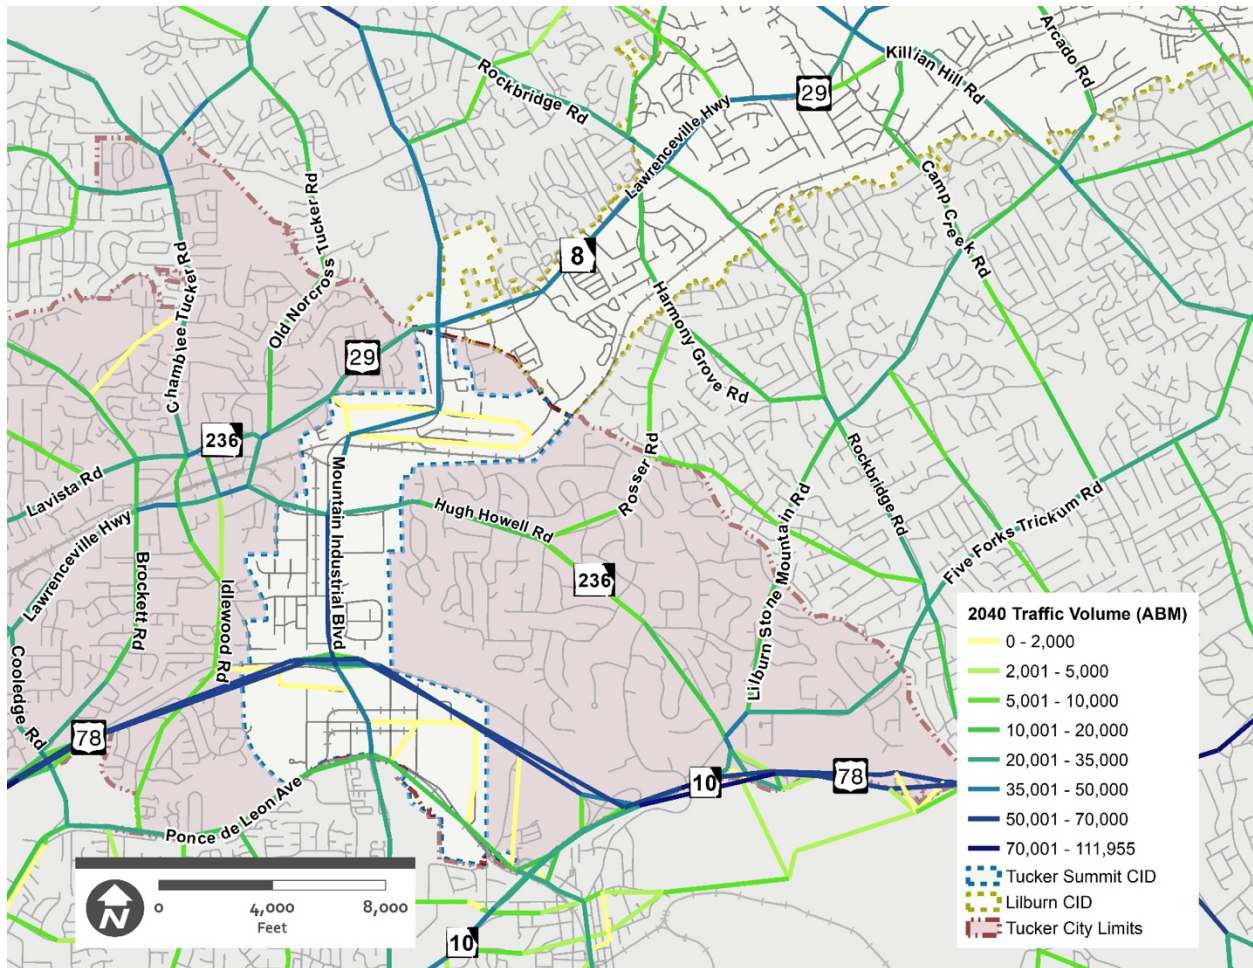 Arcado Rd
Killian Hill Rd
Rockbridge Rd
29
Lawrenceville Hwy
Camp Creek Rd
Old Norcross Tucker Rd
8
Chamblee Tucker Rd
Harmony Grove Rd
29
236
Lavista Rd
Rosser Rd
Rockbridge Rd
Mountain Industrial Blvd
Hugh Howell Rd
Lilburn Stone Mountain Rd
Five Forks Trickum Rd
Lawrenceville Hwy
Brockett Rd
Idlewood Rd
236
Cooledge Rd
78
10
78
Ponce de Leon Ave
10
N
0
4,000
8,000
Feet
2040 Traffic Volume (ABM)
0 - 2,000
2,001 - 5,000
5,001 - 10,000
10,001 - 20,000
20,001 - 35,000
35,001 - 50,000
50,001 - 70,000
70,001 - 111,955
Tucker Summit CID
Lilburn CID
Tucker City Limits